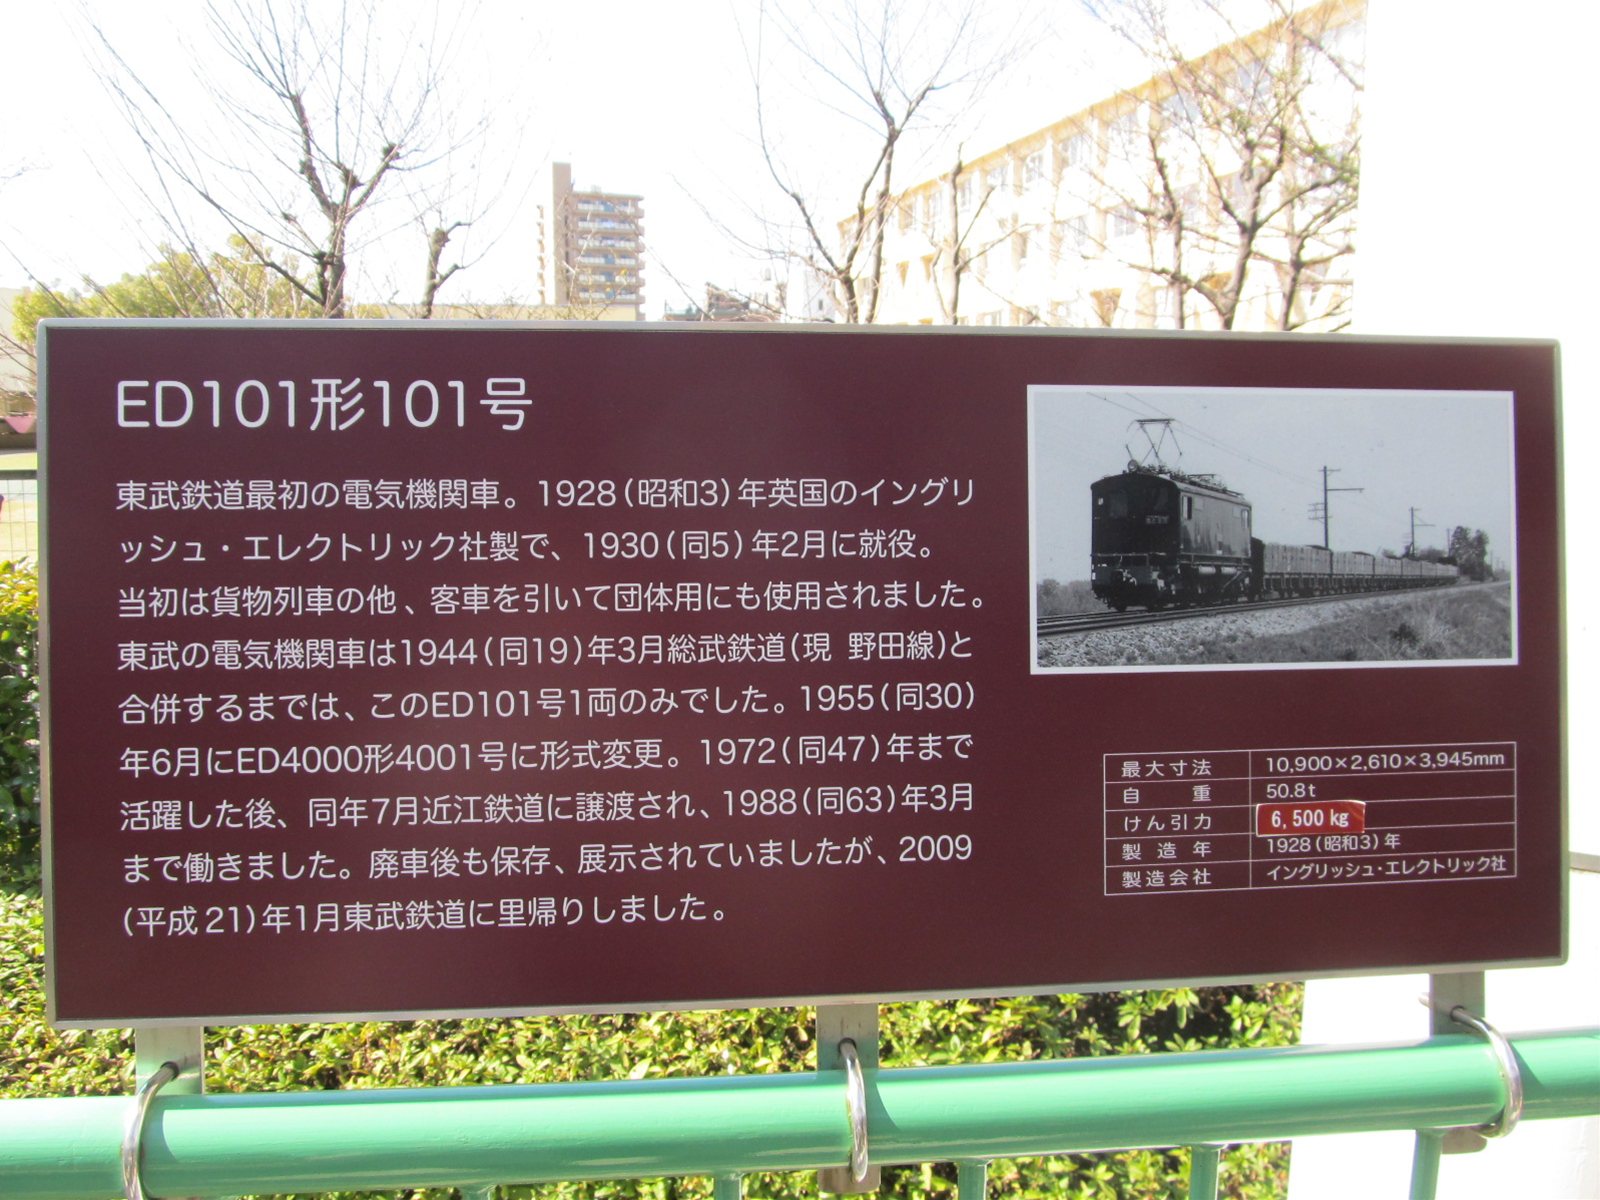 ED101形101号
東武鉄道最初の電気機関車。1928(昭和3)年英国のイングリ
ッシュ・エレクトリック社製で、1930(同5)年2月に就役。
当初は貨物列車の他、客車を引いて団体用にも使用されました。
東武の電気機関車は1944(同19)年3月総武鉄道(現 野田線)と
合併するまでは、このED101号1両のみでした。1955(同30)
年6月にED4000形4001号に形式変更。1972(同47)年まで
活躍した後、同年7月近江鉄道に譲渡され、1988(同63)年3月
まで働きました。廃車後も保存、展示されていましたが、2009
(平成21)年1月東武鉄道に里帰りしました。
最大寸法 10,900×2,610×3,945mm
自重 50.8t
けん引力 6,500kg
製造年 1928(昭和3)年
製造会社 イングリッシュ・エレクトリック社